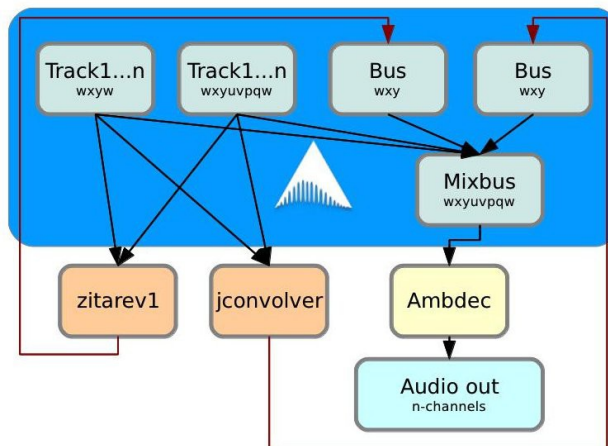 Track1...n
wxyw
Track1...n
wxyuvpqw
Bus
wxy
Bus
wxy
Mixbus
wxyuvpqw
zitarev1
jconvolver
Ambdec
Audio out
n-channels